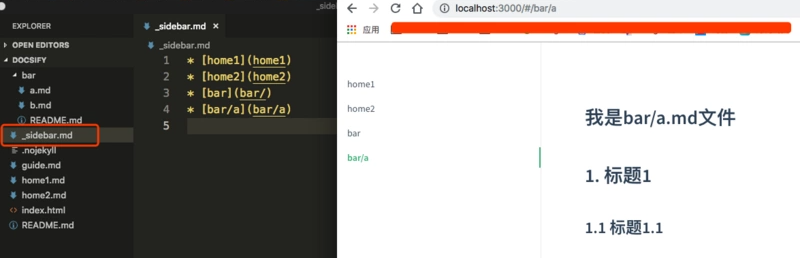 _sidebar.m
EXPLORER
OPEN EDITORS
DOCSIFY
bar
a.md
b.md
README.md
_sidebar.md
.nojekyll
guide.md
home1.md
home2.md
index.html
README.md
_sidebar.md ×
_sidebar.md
1 * [home1](home1)
2 * [home2](home2)
3 * [bar](bar/)
4 * [bar/a](bar/a)
5
localhost:3000/#/bar/a
应用
home1
home2
bar
bar/a
我是bar/a.md文件
1. 标题1
1.1 标题1.1